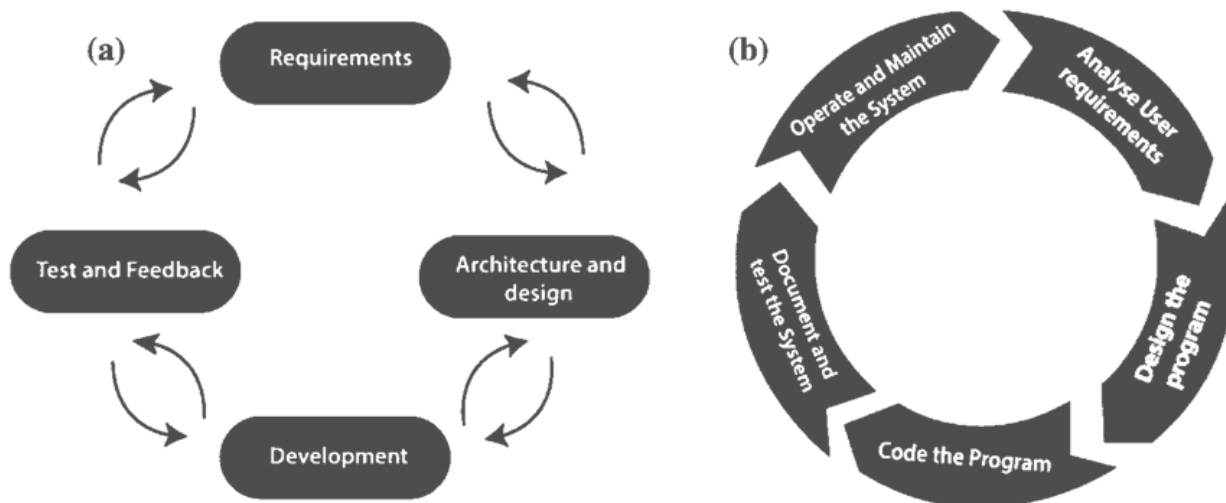 (a)
Requirements
Test and Feedback
Architecture and
design
Development
(b)
Operate and Maintain
the System
Analyse User
requirements
Design the
program
Code the Program
Document and
test the System